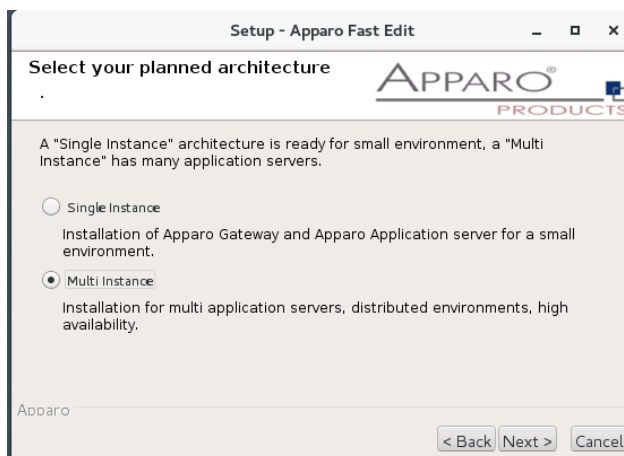 Setup - Apparo Fast Edit
Select your planned architecture
.
APPARO®
PRODUCTS
A "Single Instance" architecture is ready for small environment, a "Multi
Instance" has many application servers.
Single Instance
Installation of Apparo Gateway and Apparo Application server for a small
environment.
Multi Instance
Installation for multi application servers, distributed environments, high
availability.
Apparo
< Back Next > Cancel